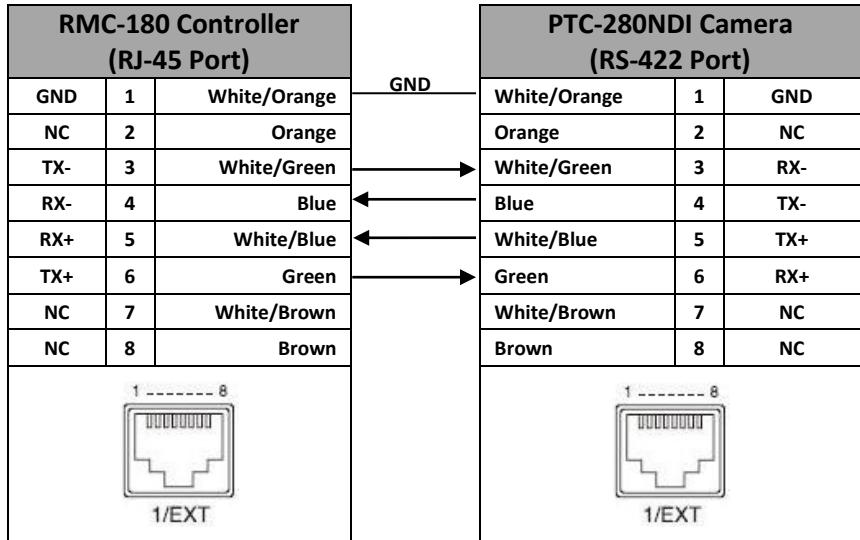 RMC-180 Controller
(RJ-45 Port)
GND 1 White/Orange
NC 2 Orange
TX- 3 White/Green
RX- 4 Blue
RX+ 5 White/Blue
TX+ 6 Green
NC 7 White/Brown
NC 8 Brown
1 -------- 8
1/EXT
GND
PTC-280NDI Camera
(RS-422 Port)
White/Orange 1 GND
Orange 2 NC
White/Green 3 RX-
Blue 4 TX-
White/Blue 5 TX+
Green 6 RX+
White/Brown 7 NC
Brown 8 NC
1 -------- 8
1/EXT